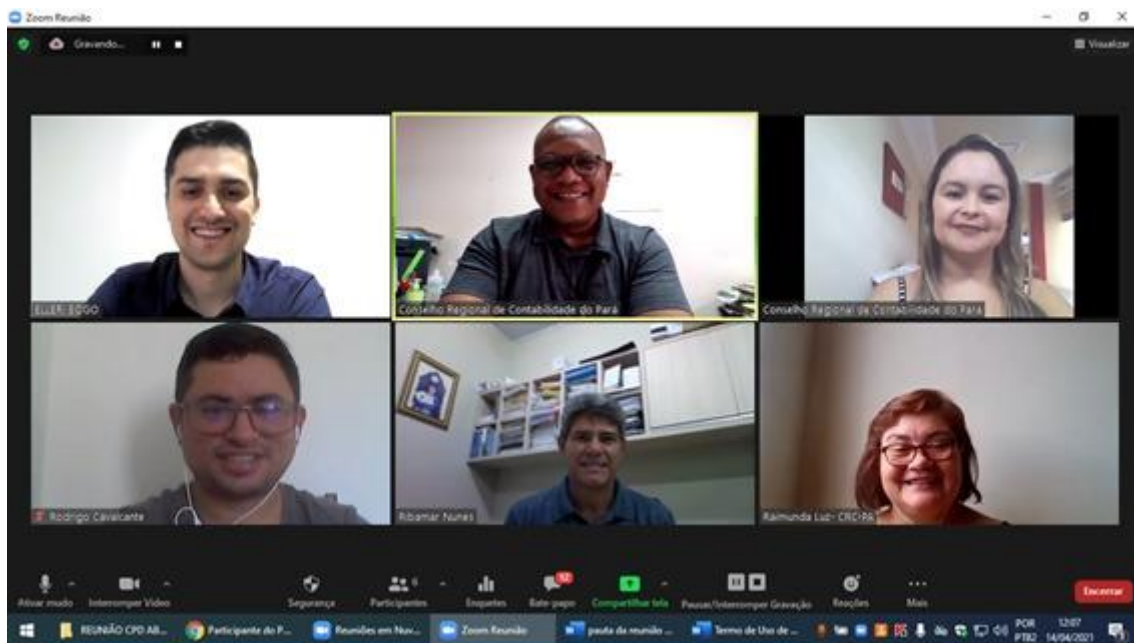 Zoom Reunião
Gravando...
Visualizar
Conselho Regional de Contabilidade do Pará
Conselho Regional de Contabilidade do Pará
Rodrigo Cavalcante
Ribamar Nunes
Raimunda Luz- CRC-PA
Ativar mudo
Interromper Vídeo
Segurança
Participantes
6
Enquetes
Bate-papo
52
Compartilhar tela
Pausar/Interromper Gravação
Reações
Mais
Encerrar
REUNIÃO CPD AB...
Participante do P...
Reuniões em Nuv...
Zoom Reunião
pauta da reunião ...
Termo de Uso de ...
POR
PTB2
12:07
14/04/2021